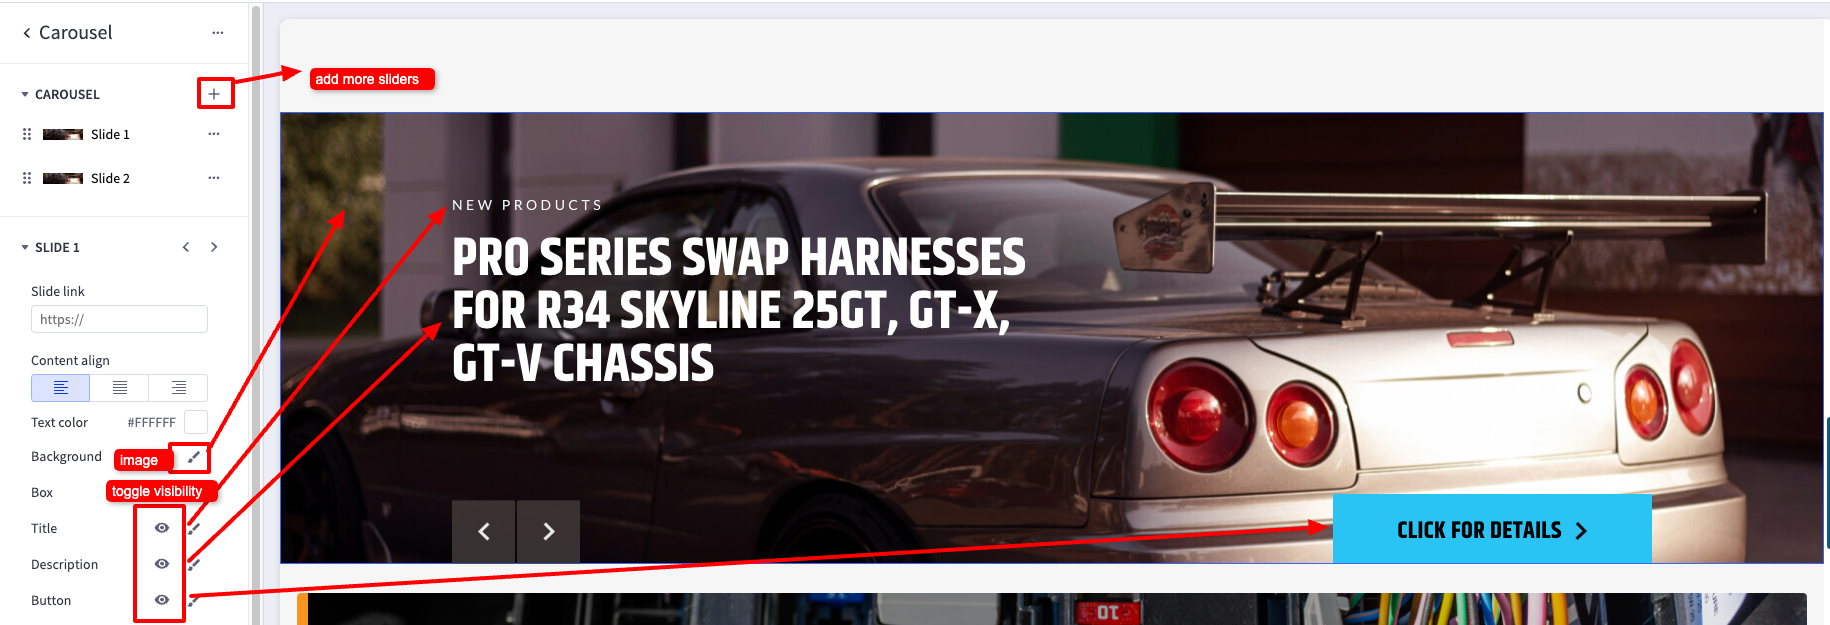 Carousel
CAROUSEL
add more sliders
Slide 1
Slide 2
SLIDE 1
Slide link
https://
Content align
Text color #FFFFFF
Background
image
Box
toggle visibility
Title
Description
Button
NEW PRODUCTS
PRO SERIES SWAP HARNESSES
FOR R34 SKYLINE 25GT, GT-X,
GT-V CHASSIS
CLICK FOR DETAILS